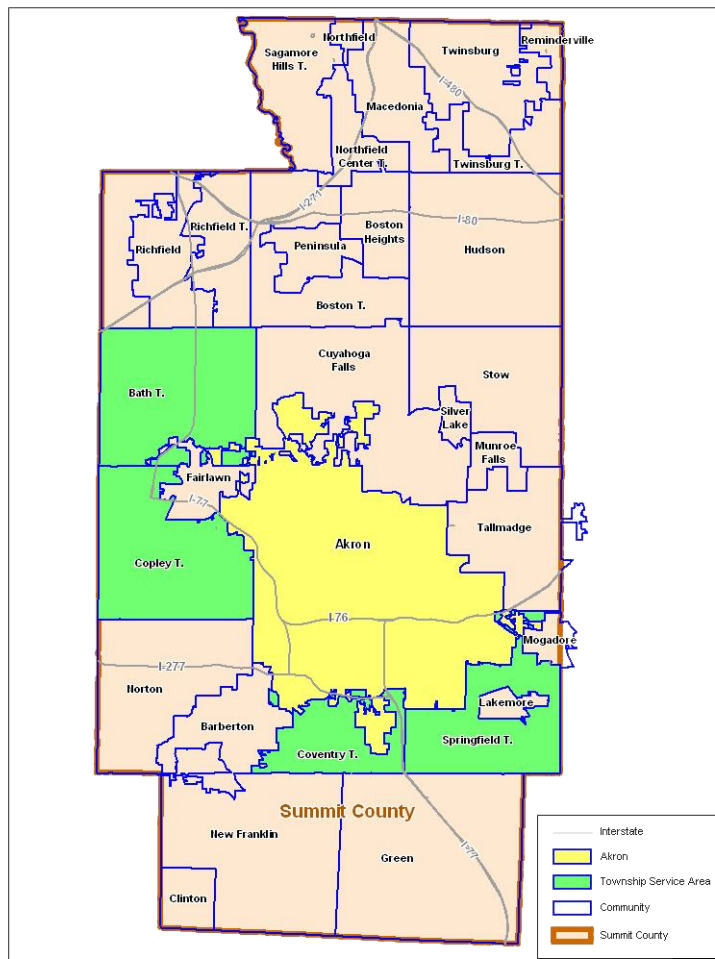 Northfield
Reminderville
Sagamore
Hills T.
Twinsburg
I-480
Macedonia
Northfield
Center T.
Twinsburg T.
I-271
Richfield T.
Richfield
I-80
Boston
Heights
Peninsula
Hudson
Boston T.
Cuyahoga
Falls
Stow
Bath T.
Silver
Lake
Munroe
Falls
Fairlawn
I-77
Tallmadge
Akron
Copley T.
I-76
Mogadore
I-277
Norton
Lakemore
Barberton
Coventry T.
Springfield T.
Summit County
New Franklin
Green
I-77
Clinton
Interstate
Akron
Township Service Area
Community
Summit County